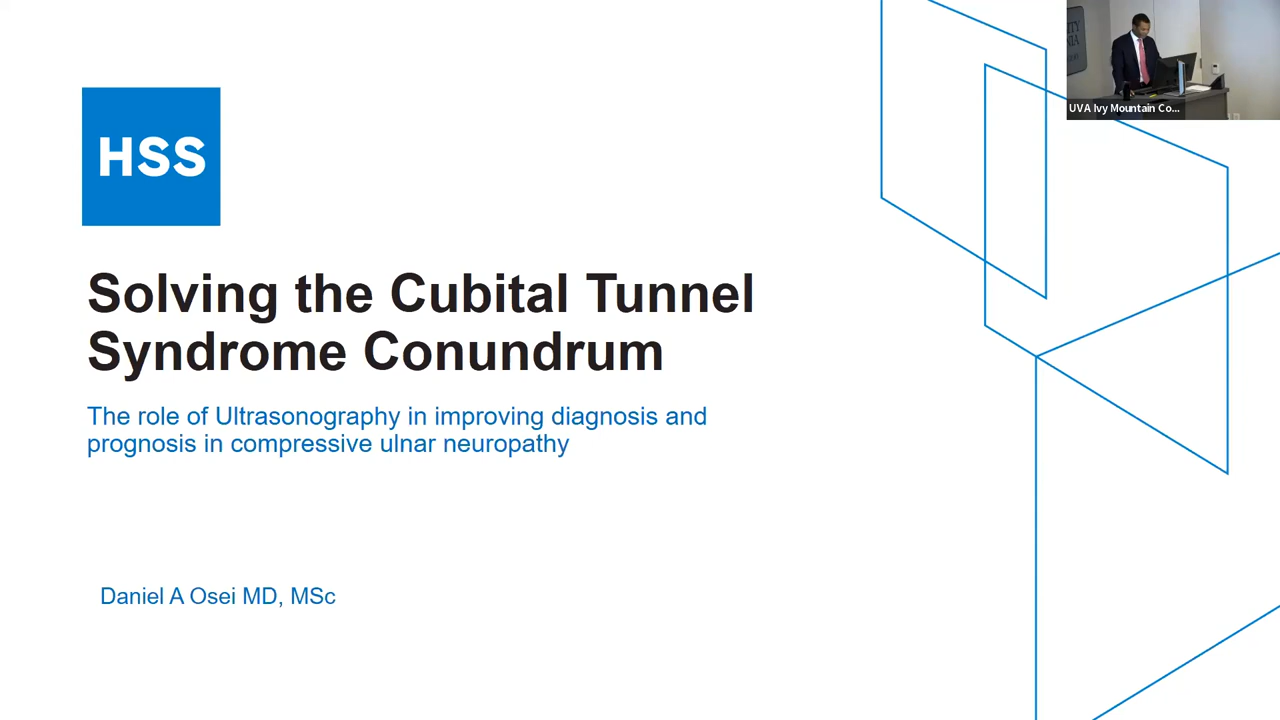 HSS
Solving the Cubital Tunnel
Syndrome Conundrum
The role of Ultrasonography in improving diagnosis and
prognosis in compressive ulnar neuropathy
Daniel A Osei MD, MSc
UVA Ivy Mountain Co...